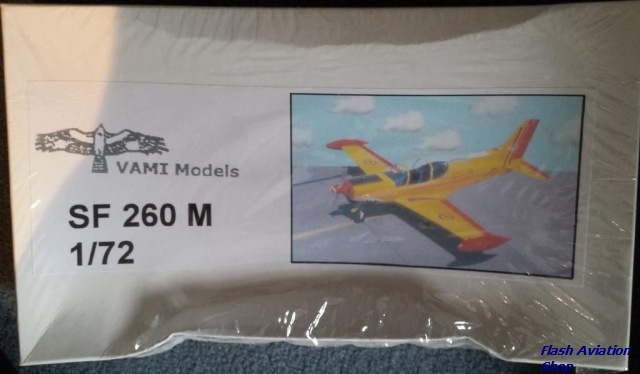 VAMI Models
SF 260 M
1/72
Flash Aviation
Shop